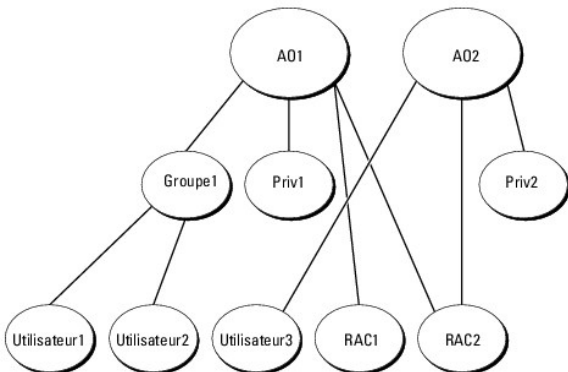 A01
A02
Groupe1
Priv1
Priv2
Utilisateur1
Utilisateur2
Utilisateur3
RAC1
RAC2